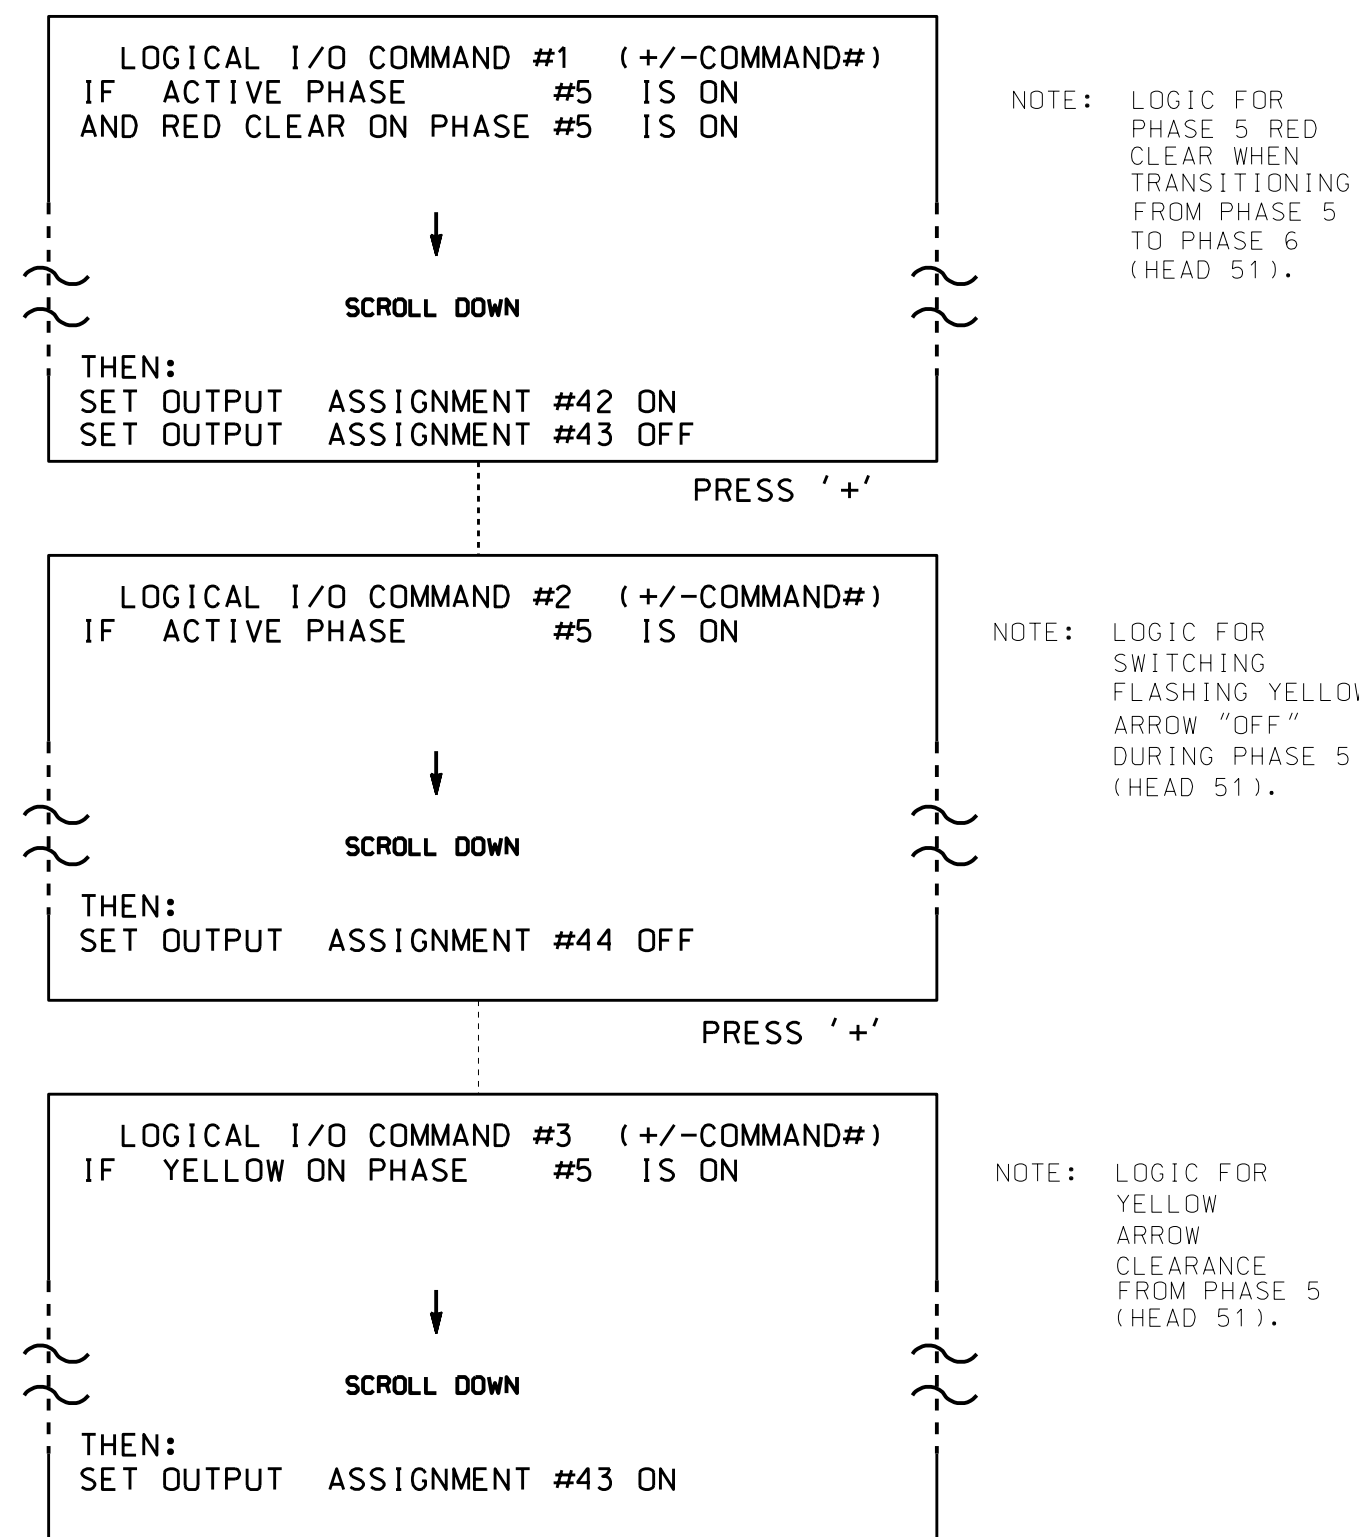 LOGICAL I/O COMMAND #1 (+/-COMMAND#)
IF ACTIVE PHASE #5 IS ON
AND RED CLEAR ON PHASE #5 IS ON
SCROLL DOWN
THEN:
SET OUTPUT ASSIGNMENT #42 ON
SET OUTPUT ASSIGNMENT #43 OFF
NOTE: LOGIC FOR
PHASE 5 RED
CLEAR WHEN
TRANSITIONING
FROM PHASE 5
TO PHASE 6
(HEAD 51).
PRESS '+'
LOGICAL I/O COMMAND #2 (+/-COMMAND#)
IF ACTIVE PHASE #5 IS ON
SCROLL DOWN
THEN:
SET OUTPUT ASSIGNMENT #44 OFF
NOTE: LOGIC FOR
SWITCHING
FLASHING YELLOW
ARROW "OFF"
DURING PHASE 5
(HEAD 51).
PRESS '+'
LOGICAL I/O COMMAND #3 (+/-COMMAND#)
IF YELLOW ON PHASE #5 IS ON
SCROLL DOWN
THEN:
SET OUTPUT ASSIGNMENT #43 ON
NOTE: LOGIC FOR
YELLOW
ARROW
CLEARANCE
FROM PHASE 5
(HEAD 51).